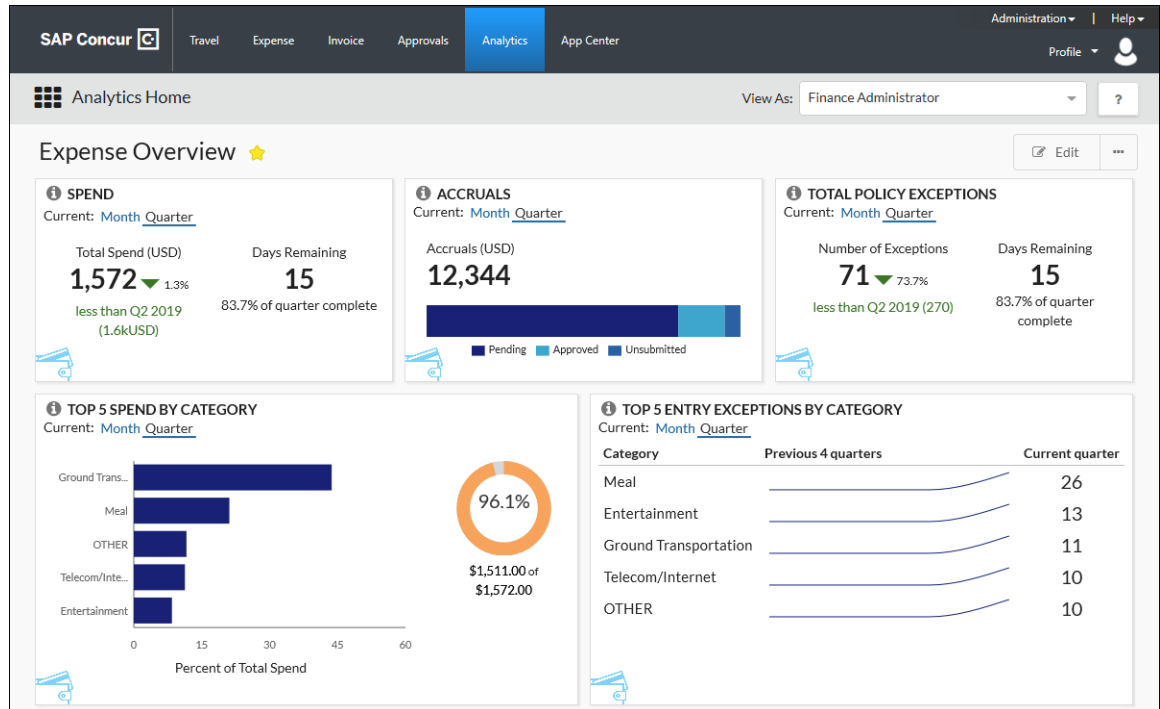 SAP Concur C Travel Expense Invoice Approvals Analytics App Center
Administration | Help
Profile
Analytics Home
View As: Finance Administrator ?
Expense Overview
Edit ...
SPEND
Current: Month Quarter
Total Spend (USD)
1,572 1.3%
less than Q2 2019
(1.6kUSD)
Days Remaining
15
83.7% of quarter complete
ACCRUALS
Current: Month Quarter
Accruals (USD)
12,344
Pending Approved Unsubmitted
TOTAL POLICY EXCEPTIONS
Current: Month Quarter
Number of Exceptions
71 73.7%
less than Q2 2019 (270)
Days Remaining
15
83.7% of quarter
complete
TOP 5 SPEND BY CATEGORY
Current: Month Quarter
Ground Trans...
Meal
OTHER
Telecom/Inte...
Entertainment
0 15 30 45 60
Percent of Total Spend
96.1%
$1,511.00 of
$1,572.00
TOP 5 ENTRY EXCEPTIONS BY CATEGORY
Current: Month Quarter
Category Previous 4 quarters Current quarter
Meal 26
Entertainment 13
Ground Transportation 11
Telecom/Internet 10
OTHER 10